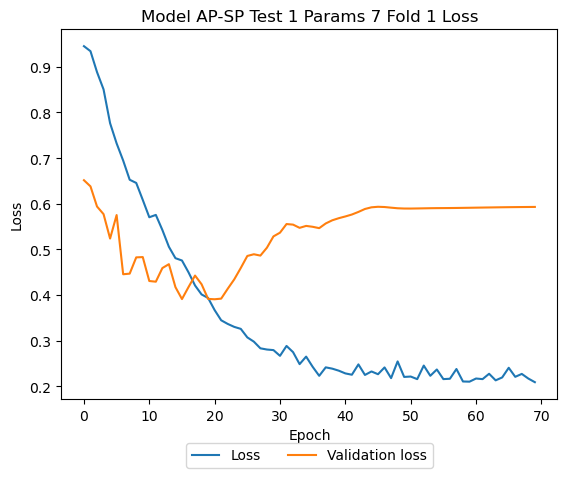 Model AP-SP Test 1 Params 7 Fold 1 Loss
Loss
0.9
0.8
0.7
0.6
0.5
0.4
0.3
0.2
0 10 20 30 40 50 60 70
Epoch
Loss Validation loss